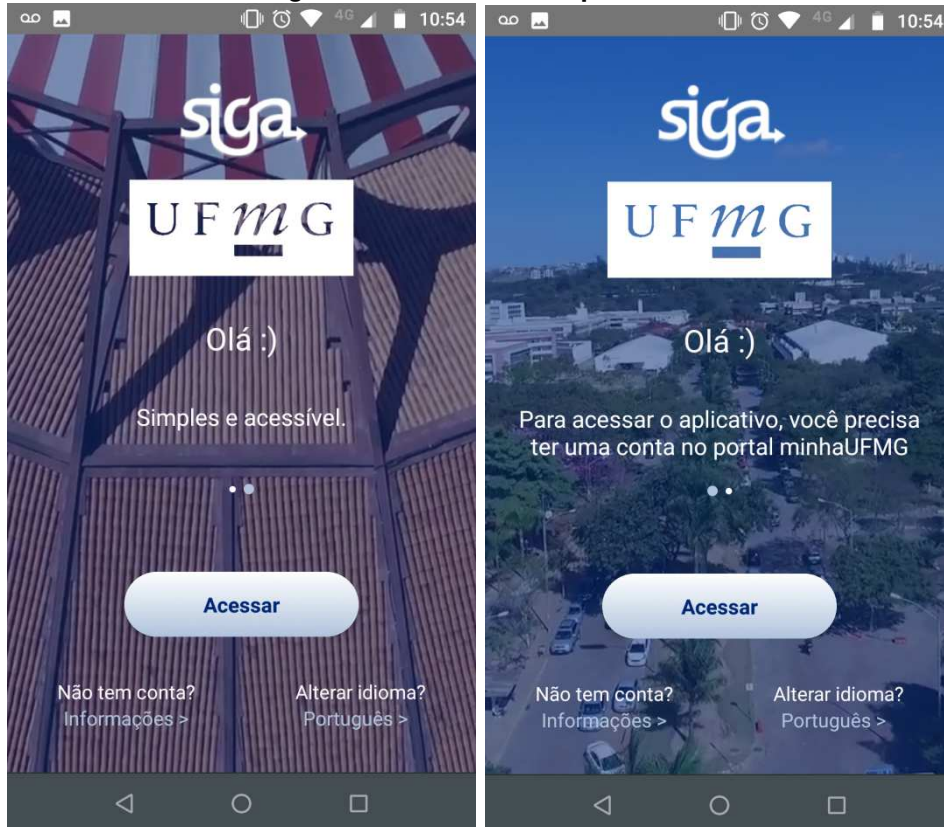 4G 10:54
siga
UFmG
Olá :)
Simples e acessível.
Acessar
Não tem conta?
Informações >
Alterar idioma?
Português >
4G 10:54
siga
UFmG
Olá :)
Para acessar o aplicativo, você precisa
ter uma conta no portal minhaUFMG
Acessar
Não tem conta?
Informações >
Alterar idioma?
Português >